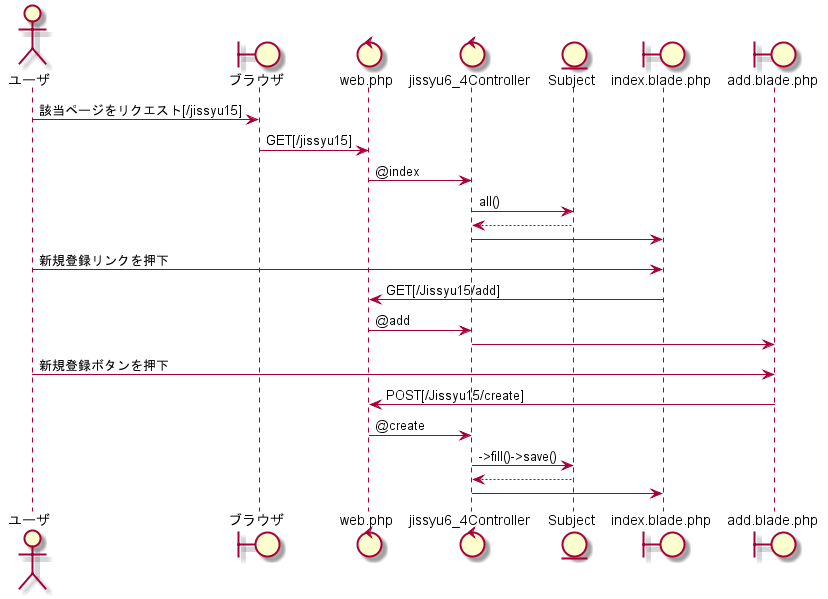 ユーザ
ブラウザ
web.php
jissyu6_4Controller
Subject
index.blade.php
add.blade.php
該当ページをリクエスト[/jissyu15]
GET[/jissyu15]
@index
all()
新規登録リンクを押下
GET[/Jissyu15/add]
@add
新規登録ボタンを押下
POST[/Jissyu15/create]
@create
->fill()->save()
ユーザ
ブラウザ
web.php
jissyu6_4Controller
Subject
index.blade.php
add.blade.php